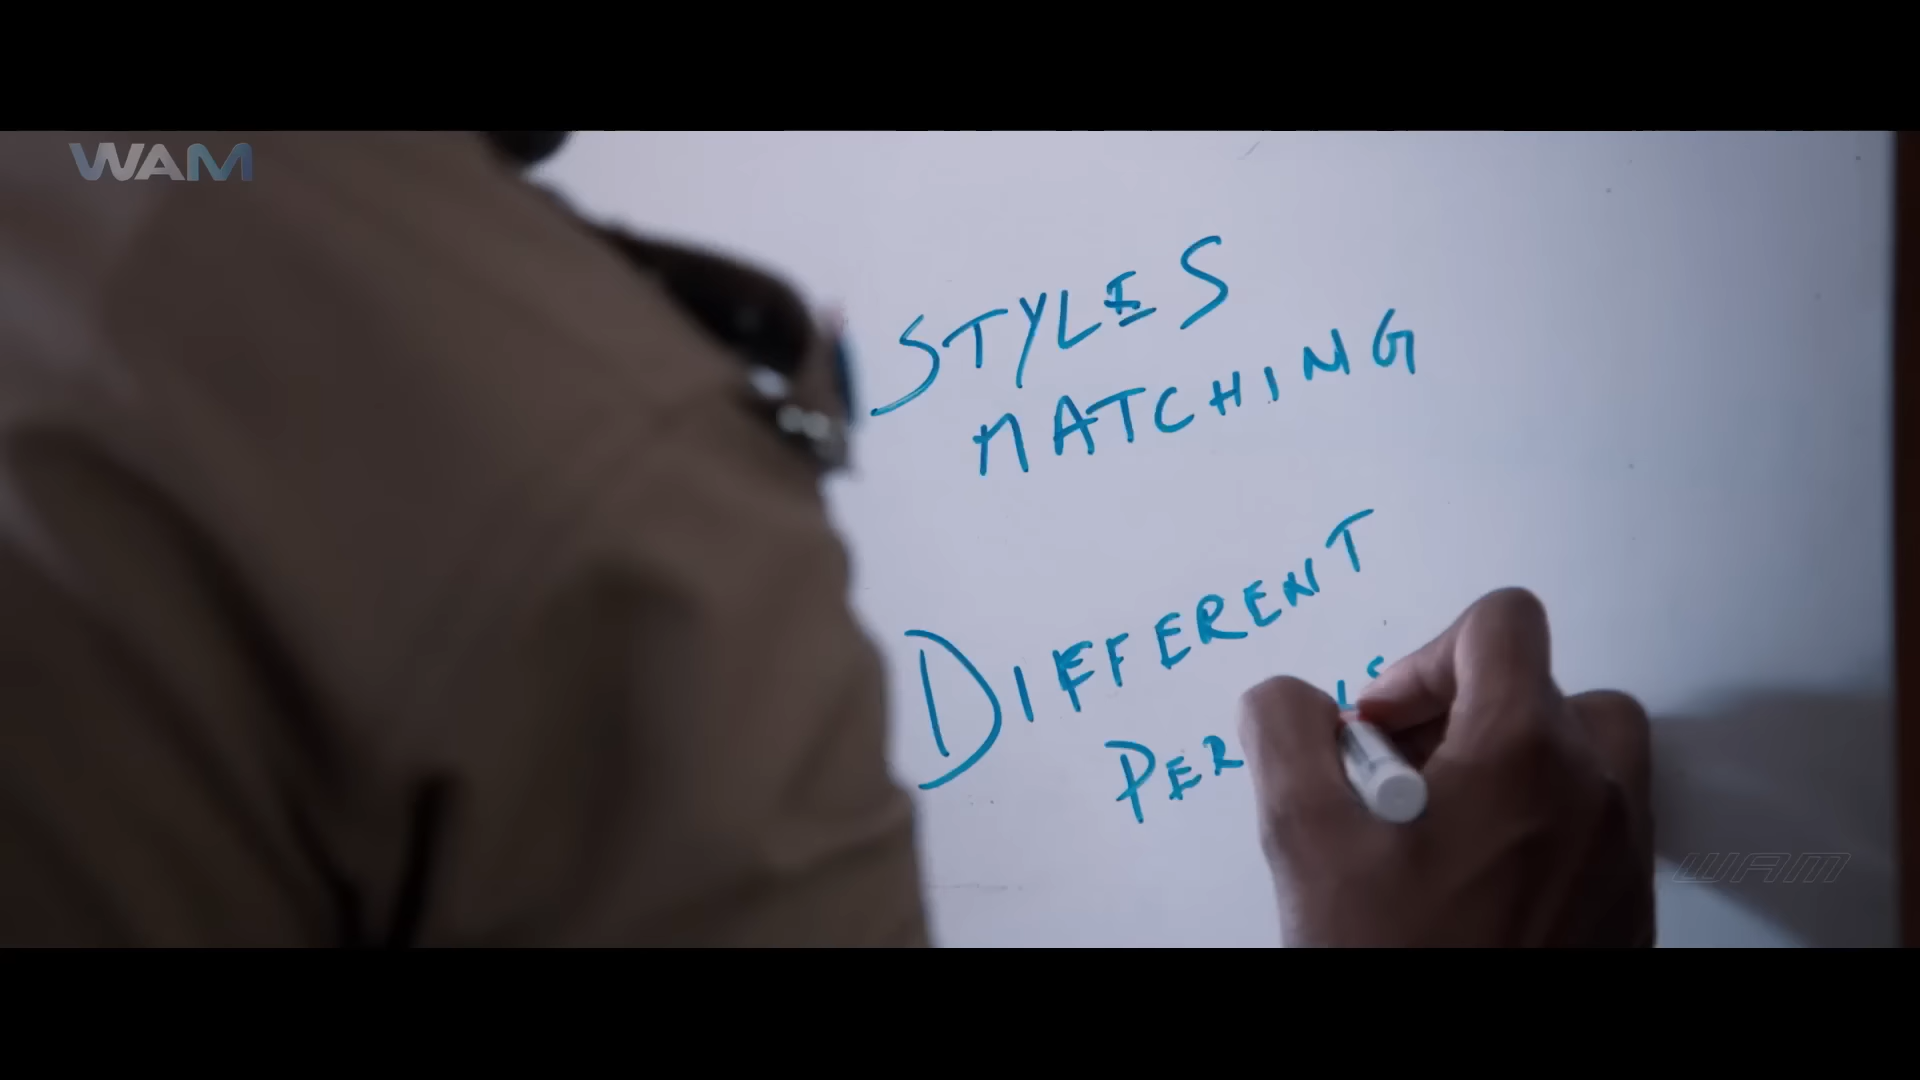 WAM
STYLES
MATCHING
DIFFERENT
WAM